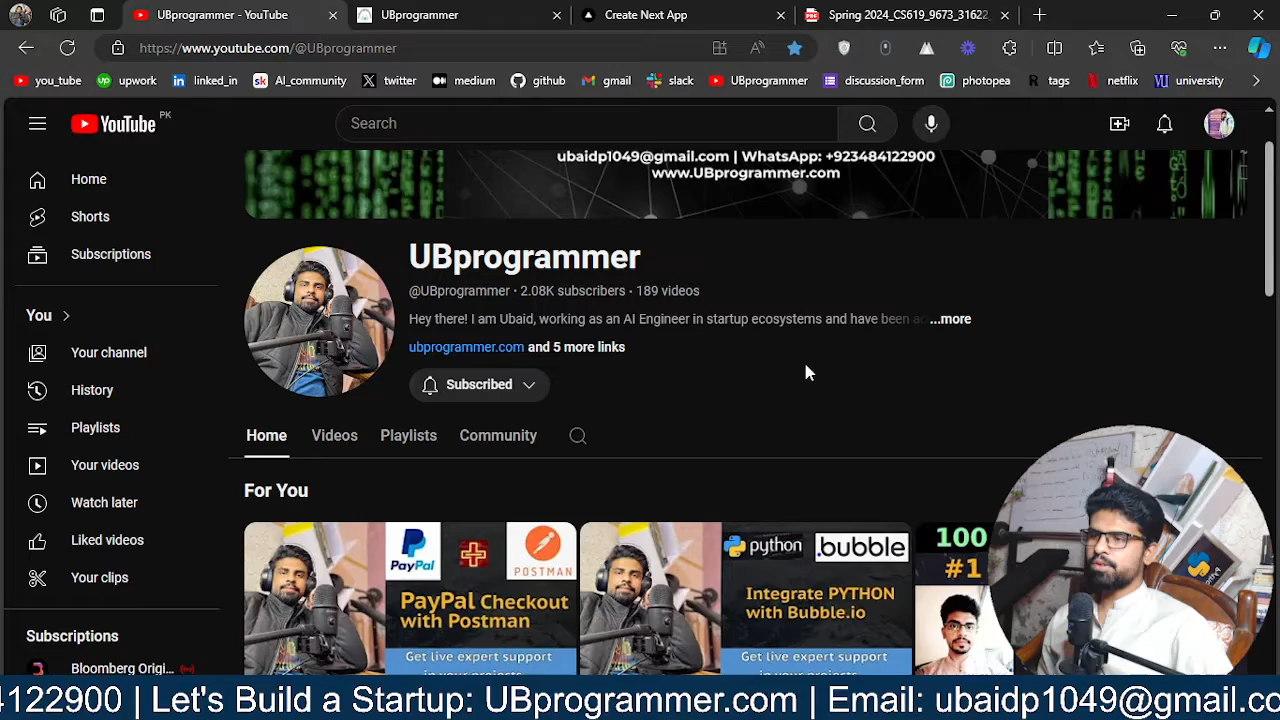 UBprogrammer - YouTube
UBprogrammer
Create Next App
Spring 2024_CS619_9673_31622
https://www.youtube.com/@UBprogrammer
you_tube
upwork
linked_in
AI_community
twitter
medium
github
gmail
slack
UBprogrammer
discussion_form
photopea
tags
netflix
university
YouTube PK
Search
ubaidp1049@gmail.com | WhatsApp: +923484122900
www.UBprogrammer.com
Home
Shorts
Subscriptions
You
Your channel
History
Playlists
Your videos
Watch later
Liked videos
Your clips
Subscriptions
Bloomberg Origi...
UBprogrammer
@UBprogrammer · 2.08K subscribers · 189 videos
Hey there! I am Ubaid, working as an AI Engineer in startup ecosystems and have been ...more
ubprogrammer.com and 5 more links
Subscribed
Home Videos Playlists Community
For You
PayPal
POSTMAN
PayPal Checkout
with Postman
Get live expert support
python
.bubble
Integrate PYTHON
with Bubble.io
Get live expert support
100
#1
4122900 | Let's Build a Startup: UBprogrammer.com | Email: ubaidp1049@gmail.co